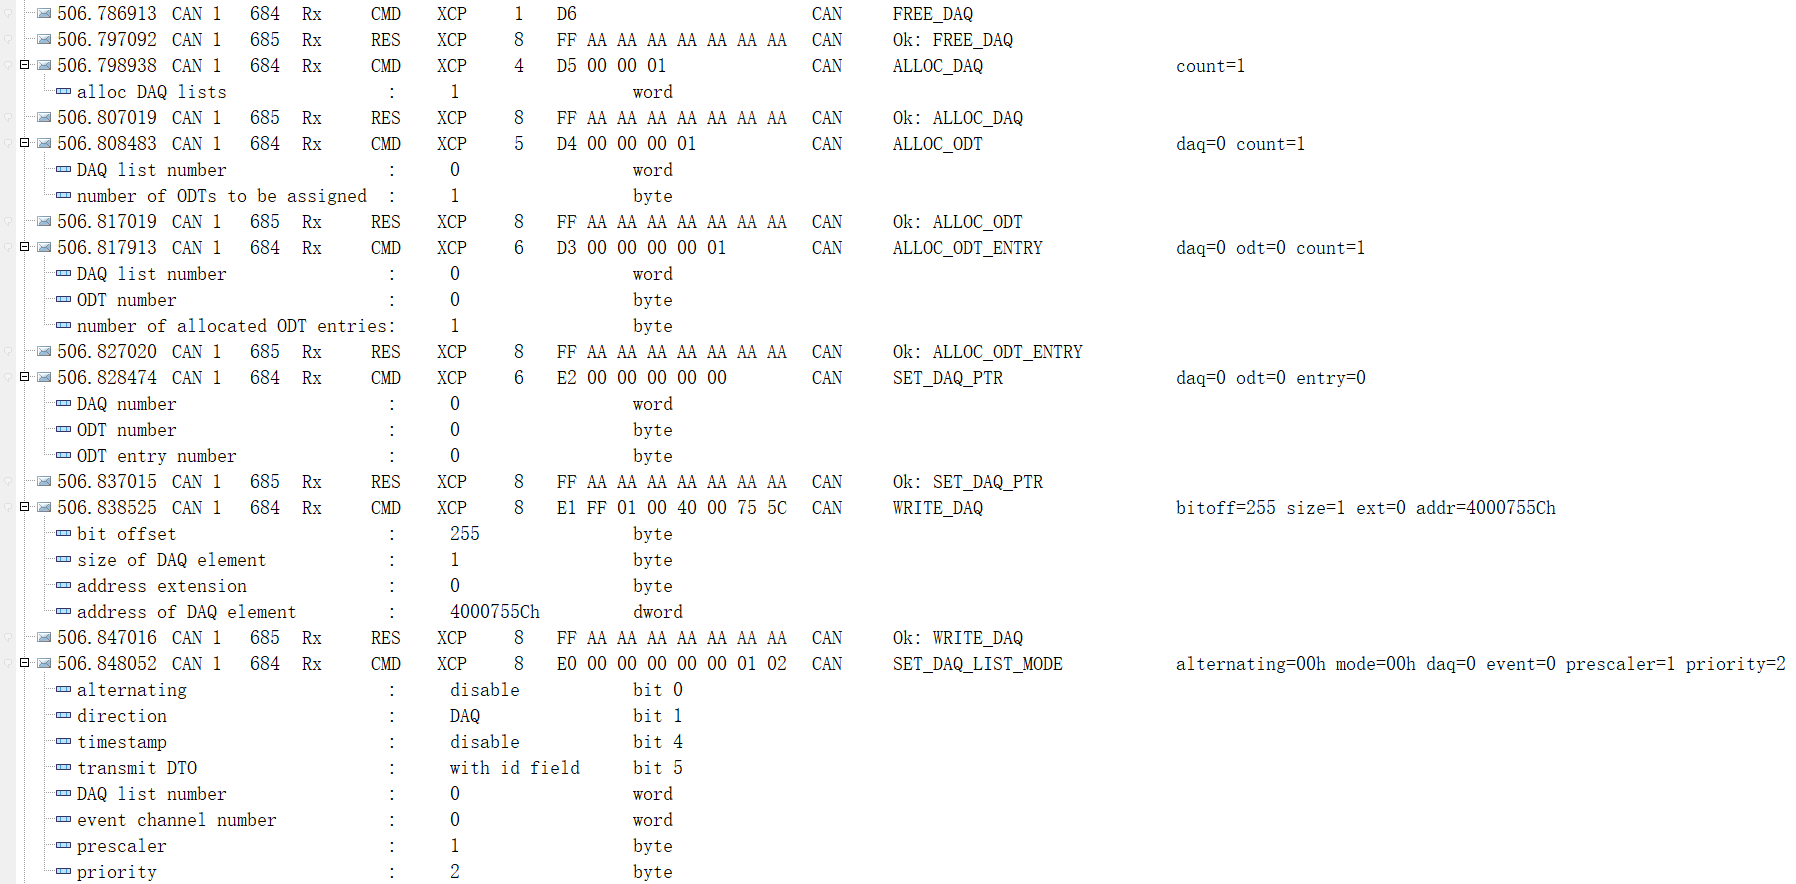 506.786913 CAN 1 684 Rx CMD XCP 1 D6 CAN FREE_DAQ
506.797092 CAN 1 685 Rx RES XCP 8 FF AA AA AA AA AA AA AA CAN Ok: FREE_DAQ
506.798938 CAN 1 684 Rx CMD XCP 4 D5 00 00 01 CAN ALLOC_DAQ count=1
alloc DAQ lists : 1 word
506.807019 CAN 1 685 Rx RES XCP 8 FF AA AA AA AA AA AA AA CAN Ok: ALLOC_DAQ
506.808483 CAN 1 684 Rx CMD XCP 5 D4 00 00 00 01 CAN ALLOC_ODT daq=0 count=1
DAQ list number : 0 word
number of ODTs to be assigned : 1 byte
506.817019 CAN 1 685 Rx RES XCP 8 FF AA AA AA AA AA AA AA CAN Ok: ALLOC_ODT
506.817913 CAN 1 684 Rx CMD XCP 6 D3 00 00 00 00 01 CAN ALLOC_ODT_ENTRY daq=0 odt=0 count=1
DAQ list number : 0 word
ODT number : 0 byte
number of allocated ODT entries: 1 byte
506.827020 CAN 1 685 Rx RES XCP 8 FF AA AA AA AA AA AA AA CAN Ok: ALLOC_ODT_ENTRY
506.828474 CAN 1 684 Rx CMD XCP 6 E2 00 00 00 00 00 CAN SET_DAQ_PTR daq=0 odt=0 entry=0
DAQ number : 0 word
ODT number : 0 byte
ODT entry number : 0 byte
506.837015 CAN 1 685 Rx RES XCP 8 FF AA AA AA AA AA AA AA CAN Ok: SET_DAQ_PTR
506.838525 CAN 1 684 Rx CMD XCP 8 E1 FF 01 00 40 00 75 5C CAN WRITE_DAQ bitoff=255 size=1 ext=0 addr=4000755Ch
bit offset : 255 byte
size of DAQ element : 1 byte
address extension : 0 byte
address of DAQ element : 4000755Ch dword
506.847016 CAN 1 685 Rx RES XCP 8 FF AA AA AA AA AA AA AA CAN Ok: WRITE_DAQ
506.848052 CAN 1 684 Rx CMD XCP 8 E0 00 00 00 00 00 01 02 CAN SET_DAQ_LIST_MODE alternating=00h mode=00h daq=0 event=0 prescaler=1 priority=2
alternating : disable bit 0
direction : DAQ bit 1
timestamp : disable bit 4
transmit DTO : with id field bit 5
DAQ list number : 0 word
event channel number : 0 word
prescaler : 1 byte
priority : 2 byte